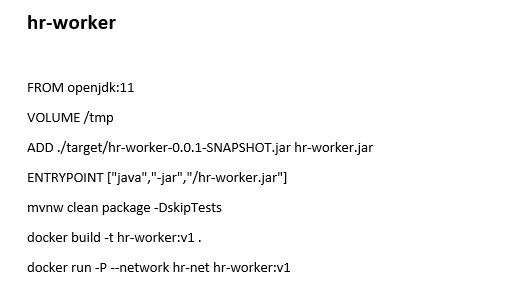 hr-worker
FROM openjdk:11
VOLUME /tmp
ADD ./target/hr-worker-0.0.1-SNAPSHOT.jar hr-worker.jar
ENTRYPOINT ["java","-jar","/hr-worker.jar"]
mvnw clean package -DskipTests
docker build -t hr-worker:v1 .
docker run -P --network hr-net hr-worker:v1